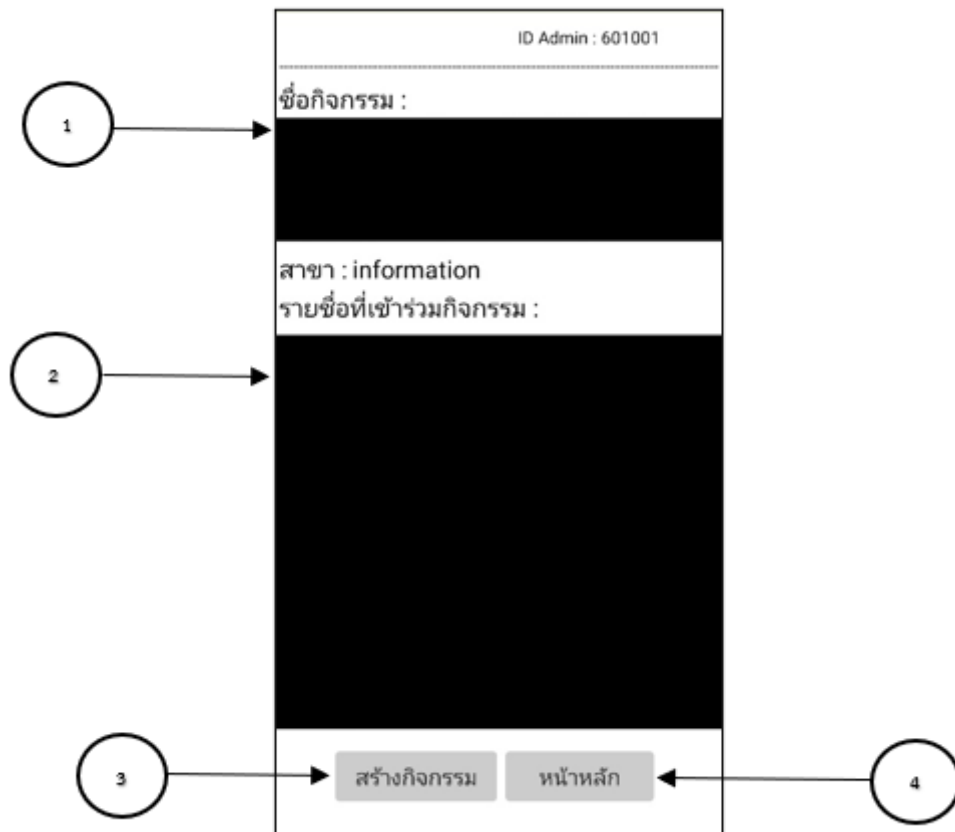 ID Admin : 601001
ชื่อกิจกรรม :
1
สาขา : information
รายชื่อที่เข้าร่วมกิจกรรม :
2
3
สร้างกิจกรรม
หน้าหลัก
4